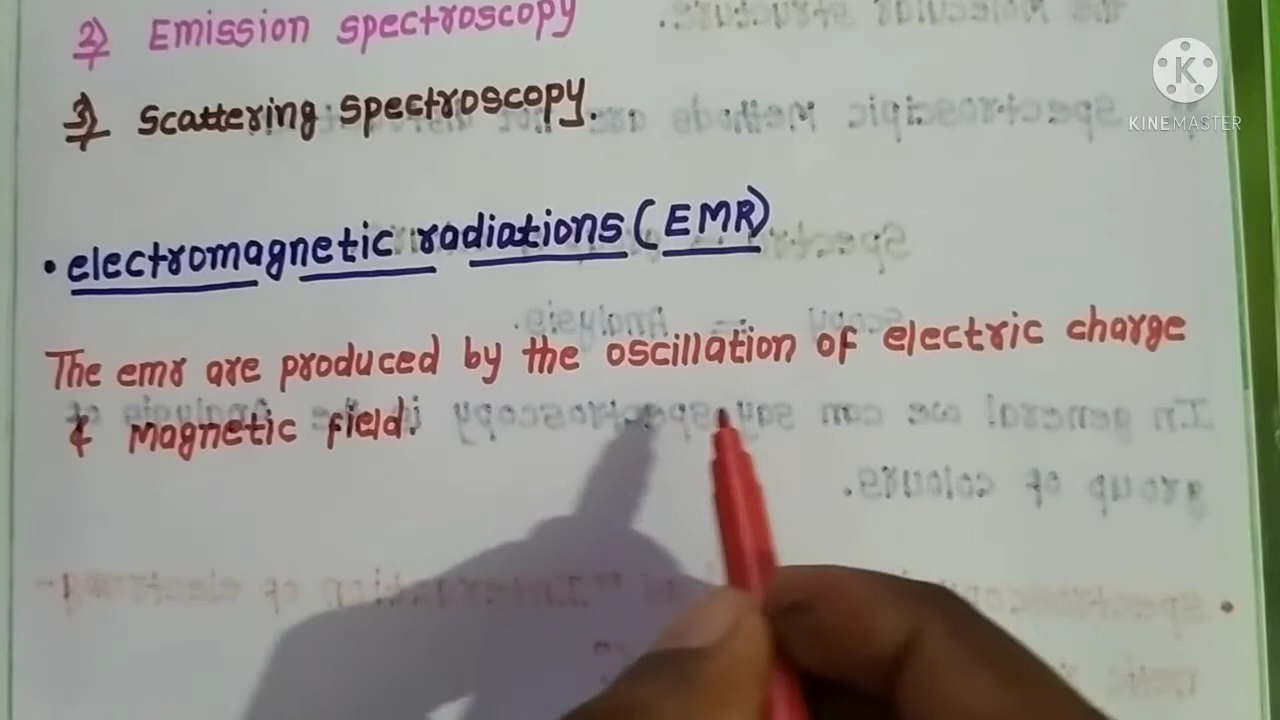 2) Emission spectroscopy
3) Scattering spectroscopy.
• electromagnetic radiations (EMR)
The emr are produced by the oscillation of electric charge
& Magnetic field.
K
KINEMASTER